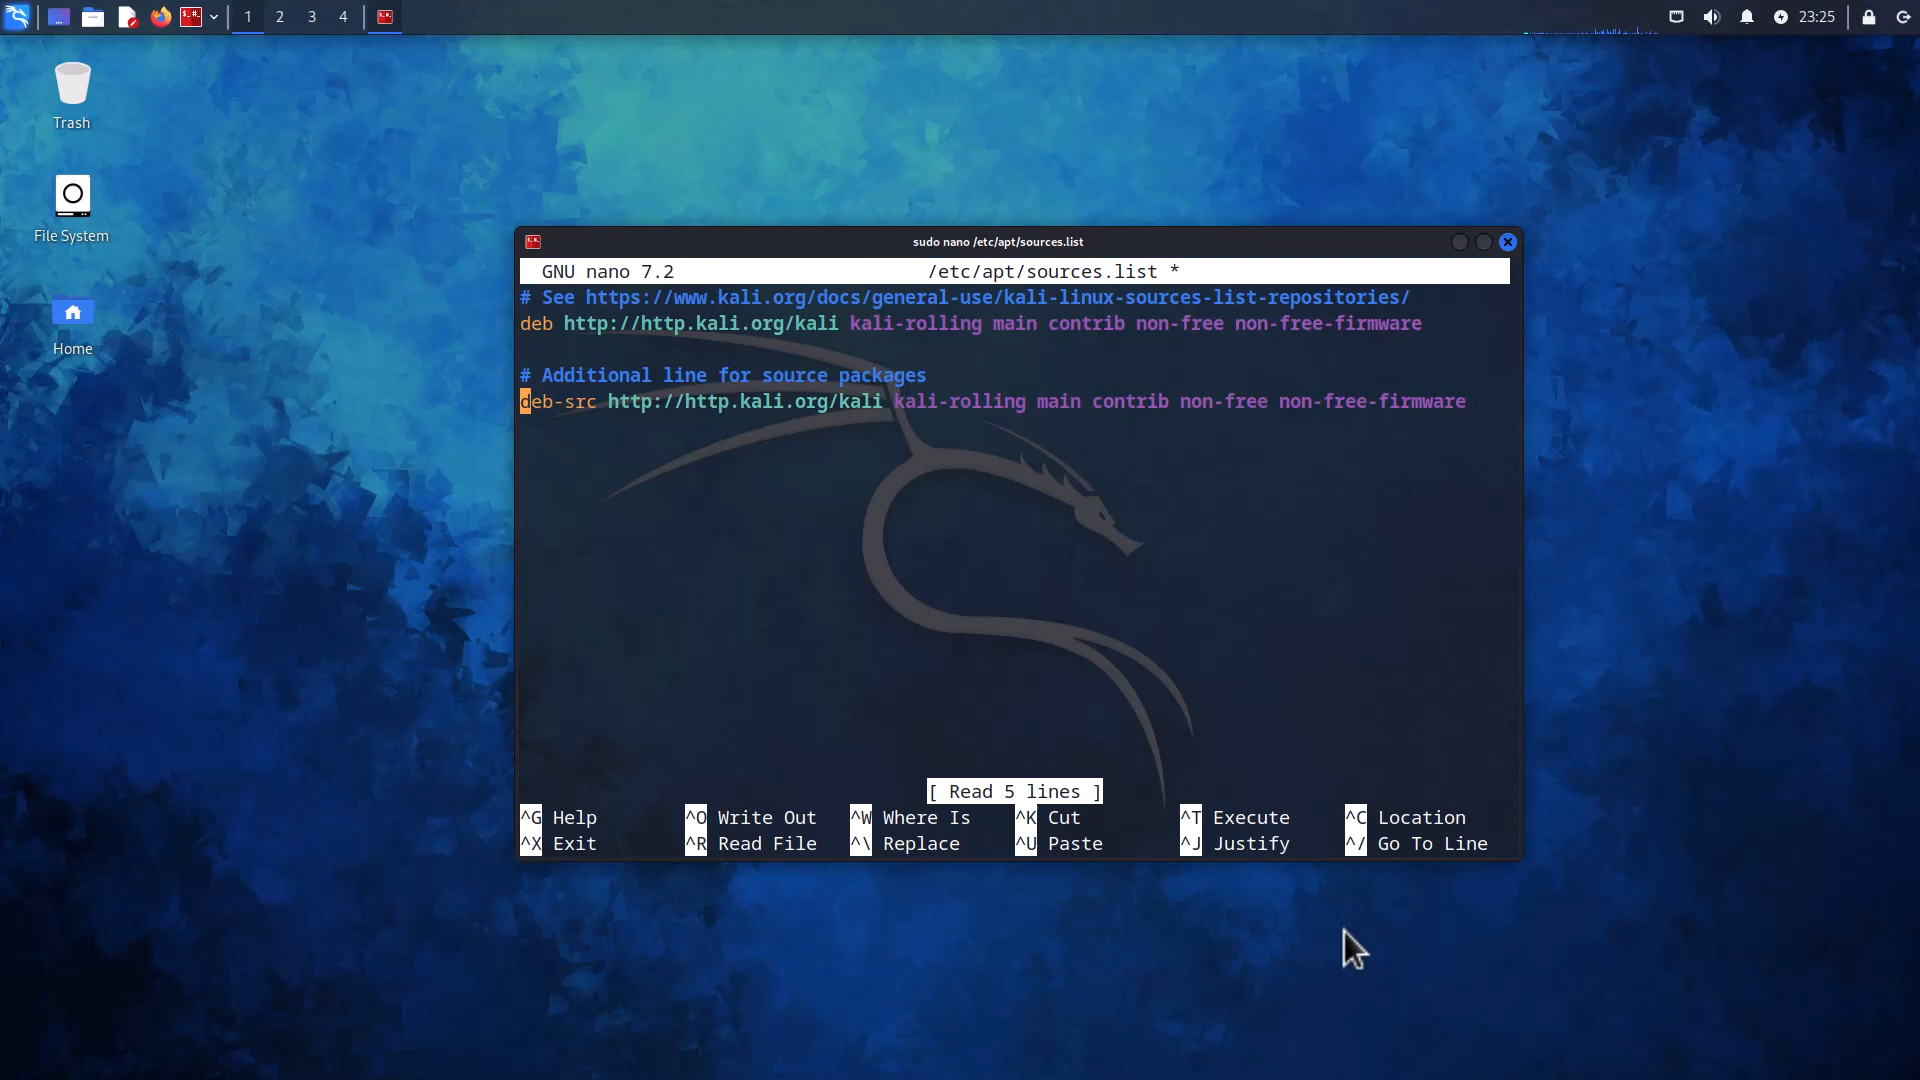 1 2 3 4 23:25
Trash
File System
Home
sudo nano /etc/apt/sources.list
GNU nano 7.2 /etc/apt/sources.list *
# See https://www.kali.org/docs/general-use/kali-linux-sources-list-repositories/
deb http://http.kali.org/kali kali-rolling main contrib non-free non-free-firmware
# Additional line for source packages
deb-src http://http.kali.org/kali kali-rolling main contrib non-free non-free-firmware
[ Read 5 lines ]
^G Help ^O Write Out ^W Where Is ^K Cut ^T Execute ^C Location
^X Exit ^R Read File ^\ Replace ^U Paste ^J Justify ^/ Go To Line